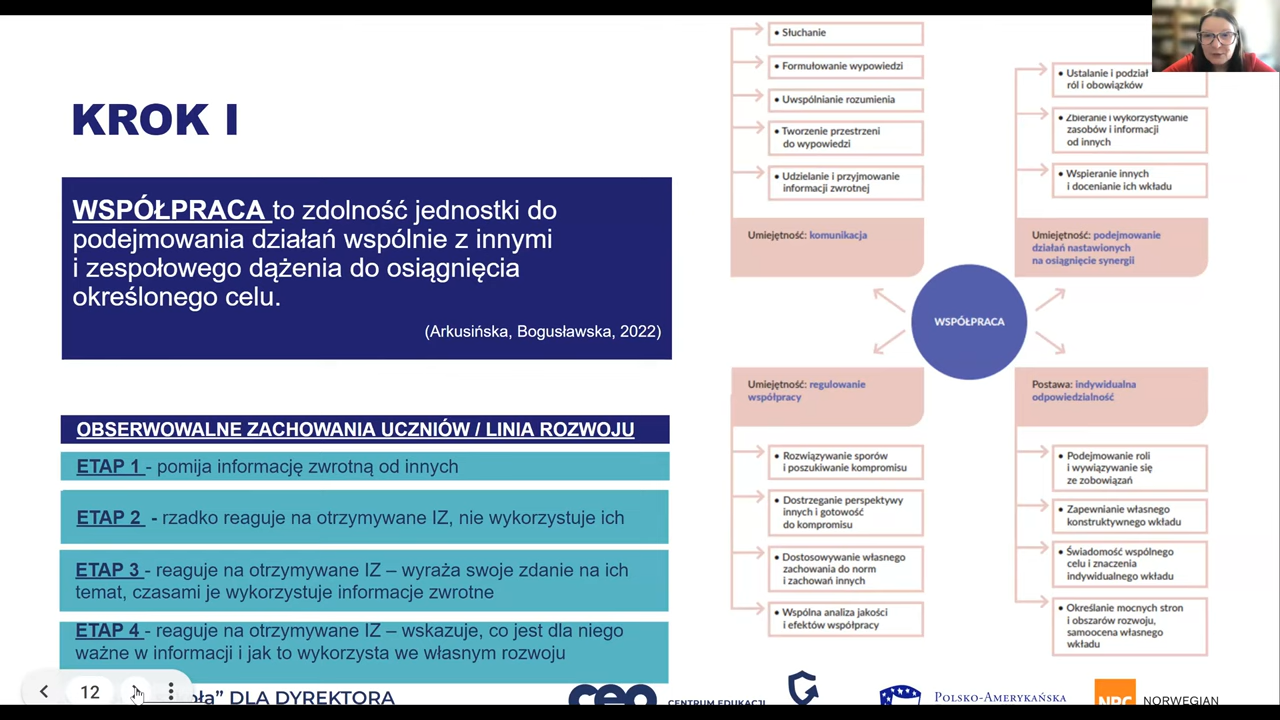 KROK I
WSPÓŁPRACA to zdolność jednostki do
podejmowania działań wspólnie z innymi
i zespołowego dążenia do osiągnięcia
określonego celu.
(Arkusińska, Bogusławska, 2022)
OBSERWOWALNE ZACHOWANIA UCZNIÓW / LINIA ROZWOJU
ETAP 1 - pomija informację zwrotną od innych
ETAP 2 - rzadko reaguje na otrzymywane IZ, nie wykorzystuje ich
ETAP 3 - reaguje na otrzymywane IZ – wyraża swoje zdanie na ich
temat, czasami je wykorzystuje informacje zwrotne
ETAP 4 - reaguje na otrzymywane IZ – wskazuje, co jest dla niego
ważne w informacji i jak to wykorzysta we własnym rozwoju
• Słuchanie
• Formułowanie wypowiedzi
• Uwspólnianie rozumienia
• Tworzenie przestrzeni
do wypowiedzi
• Udzielanie i przyjmowanie
informacji zwrotnej
Umiejętność: komunikacja
• Ustalanie i podział
ról i obowiązków
• Zbieranie i wykorzystywanie
zasobów i informacji
od innych
• Wspieranie innych
i docenianie ich wkładu
Umiejętność: podejmowanie
działań nastawionych
na osiągnięcie synergii
WSPÓŁPRACA
Umiejętność: regulowanie
współpracy
• Rozwiązywanie sporów
i poszukiwanie kompromisu
• Dostrzeganie perspektywy
innych i gotowość
do kompromisu
• Dostosowywanie własnego
zachowania do norm
i zachowań innych
• Wspólna analiza jakości
i efektów współpracy
Postawa: indywidualna
odpowiedzialność
• Podejmowanie roli
i wywiązywanie się
ze zobowiązań
• Zapewnianie własnego
konstruktywnego wkładu
• Świadomość wspólnego
celu i znaczenia
indywidualnego wkładu
• Określanie mocnych stron
i obszarów rozwoju,
samoocena własnego
wkładu
12
DLA DYREKTORA
ceo
CENTRUM EDUKACJI
POLSKO-AMERYKAŃSKA
NRC
NORWEGIAN